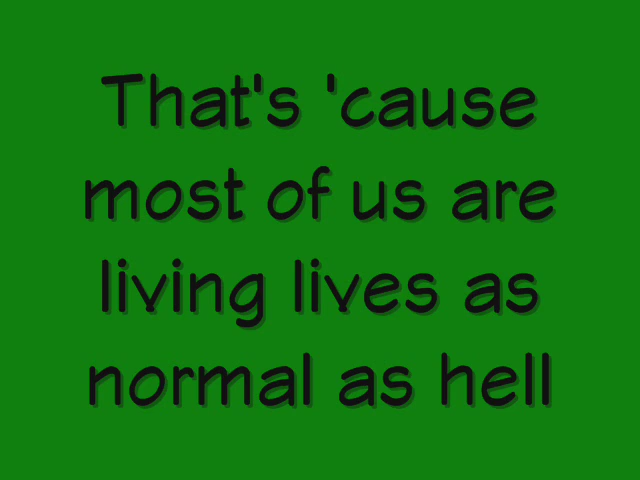 That's 'cause
most of us are
living lives as
normal as hell